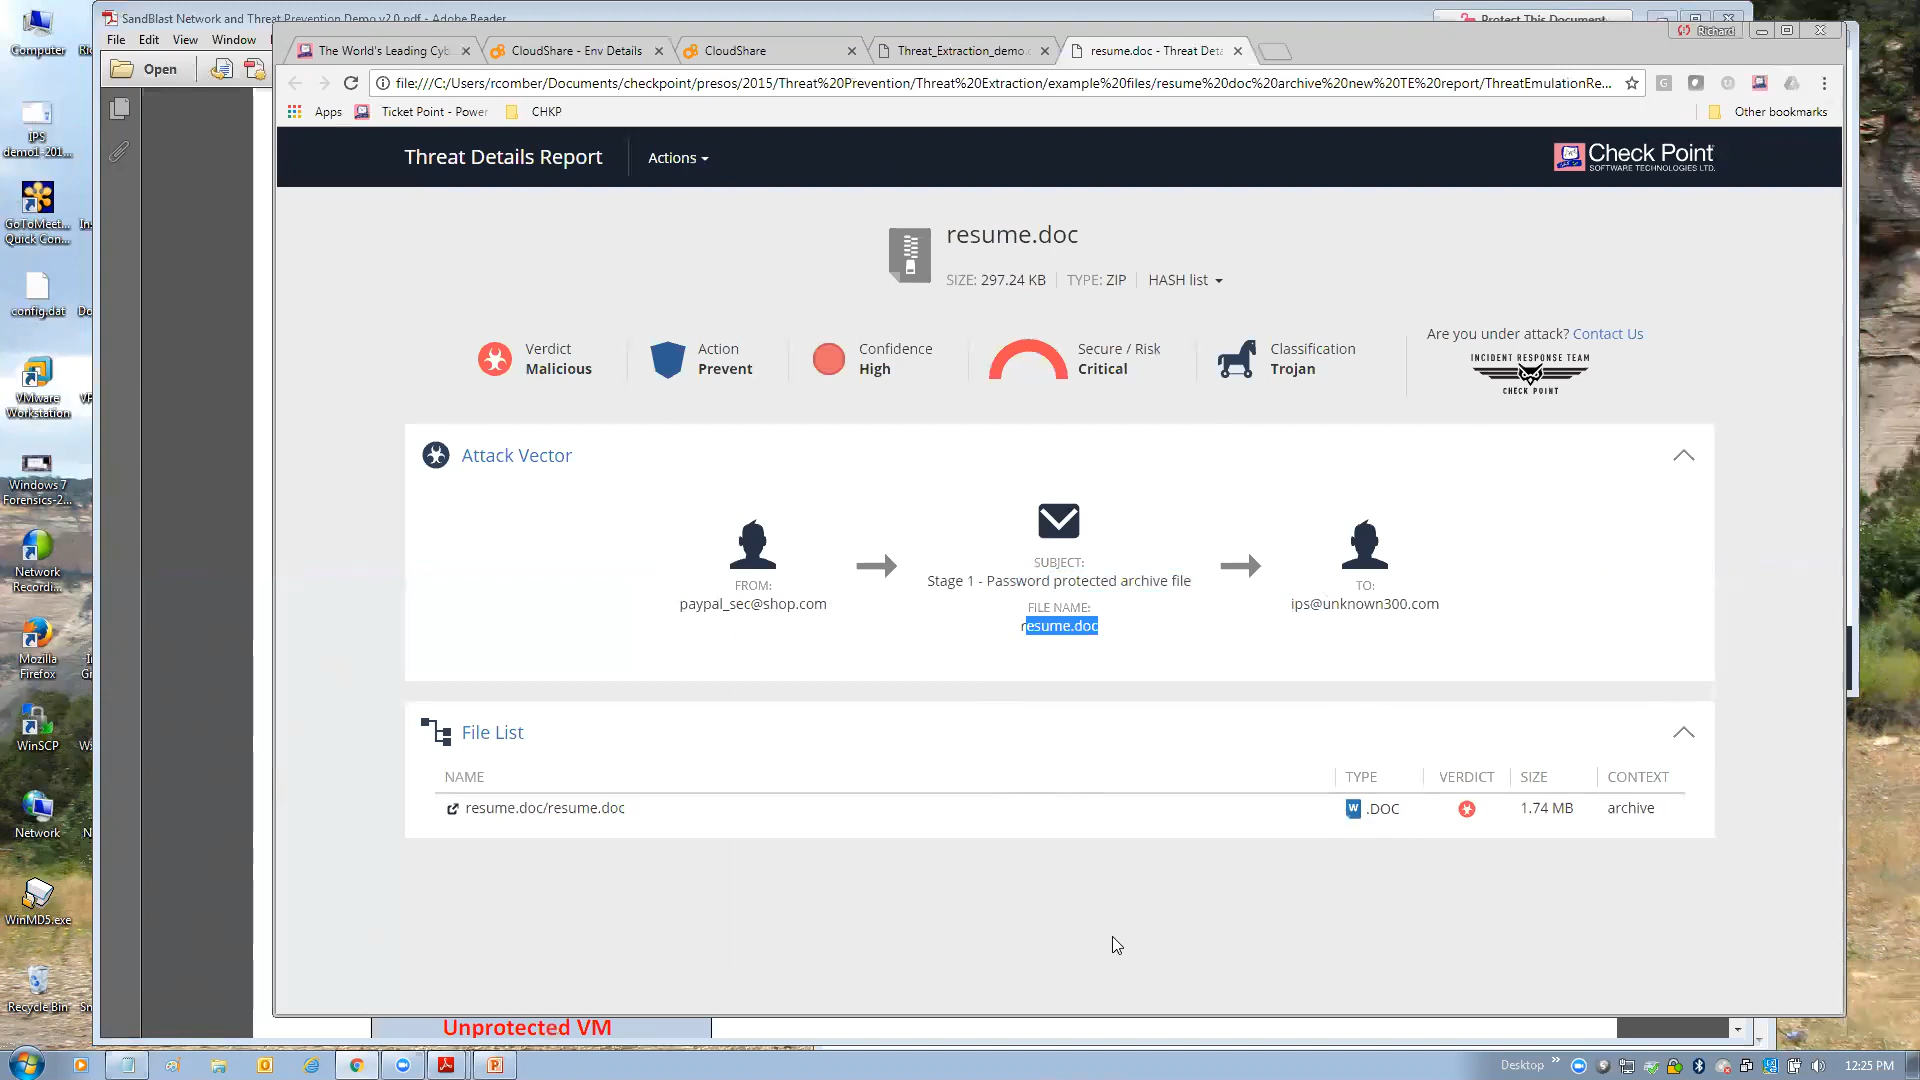 SandBlast Network and Threat Prevention Demo v2.0.pdf - Adobe Reader
Protect This Document
File Edit View Window
Open
Richard
The World's Leading Cyb
CloudShare - Env Details
CloudShare
Threat_Extraction_demo.
resume.doc - Threat Deta
file:///C:/Users/rcomber/Documents/checkpoint/presos/2015/Threat%20Prevention/Threat%20Extraction/example%20files/resume%20doc%20archive%20new%20TE%20report/ThreatEmulationRe...
Apps Ticket Point - Power CHKP Other bookmarks
Threat Details Report Actions
Check Point
SOFTWARE TECHNOLOGIES LTD.
resume.doc
SIZE: 297.24 KB TYPE: ZIP HASH list
Verdict
Malicious
Action
Prevent
Confidence
High
Secure / Risk
Critical
Classification
Trojan
Are you under attack? Contact Us
INCIDENT RESPONSE TEAM
CHECK POINT
Attack Vector
FROM:
paypal_sec@shop.com
SUBJECT:
Stage 1 - Password protected archive file
FILE NAME:
resume.doc
TO:
ips@unknown300.com
File List
NAME TYPE VERDICT SIZE CONTEXT
resume.doc/resume.doc .DOC 1.74 MB archive
Unprotected VM
Computer
IPS
demo1-201...
GoToMeet...
Quick Con...
config.dat
VMware
Workstation
Windows 7
Forensics-2...
Network
Recordi...
Mozilla
Firefox
WinSCP
Network
WinMD5.exe
Recycle Bin
Desktop
12:25 PM